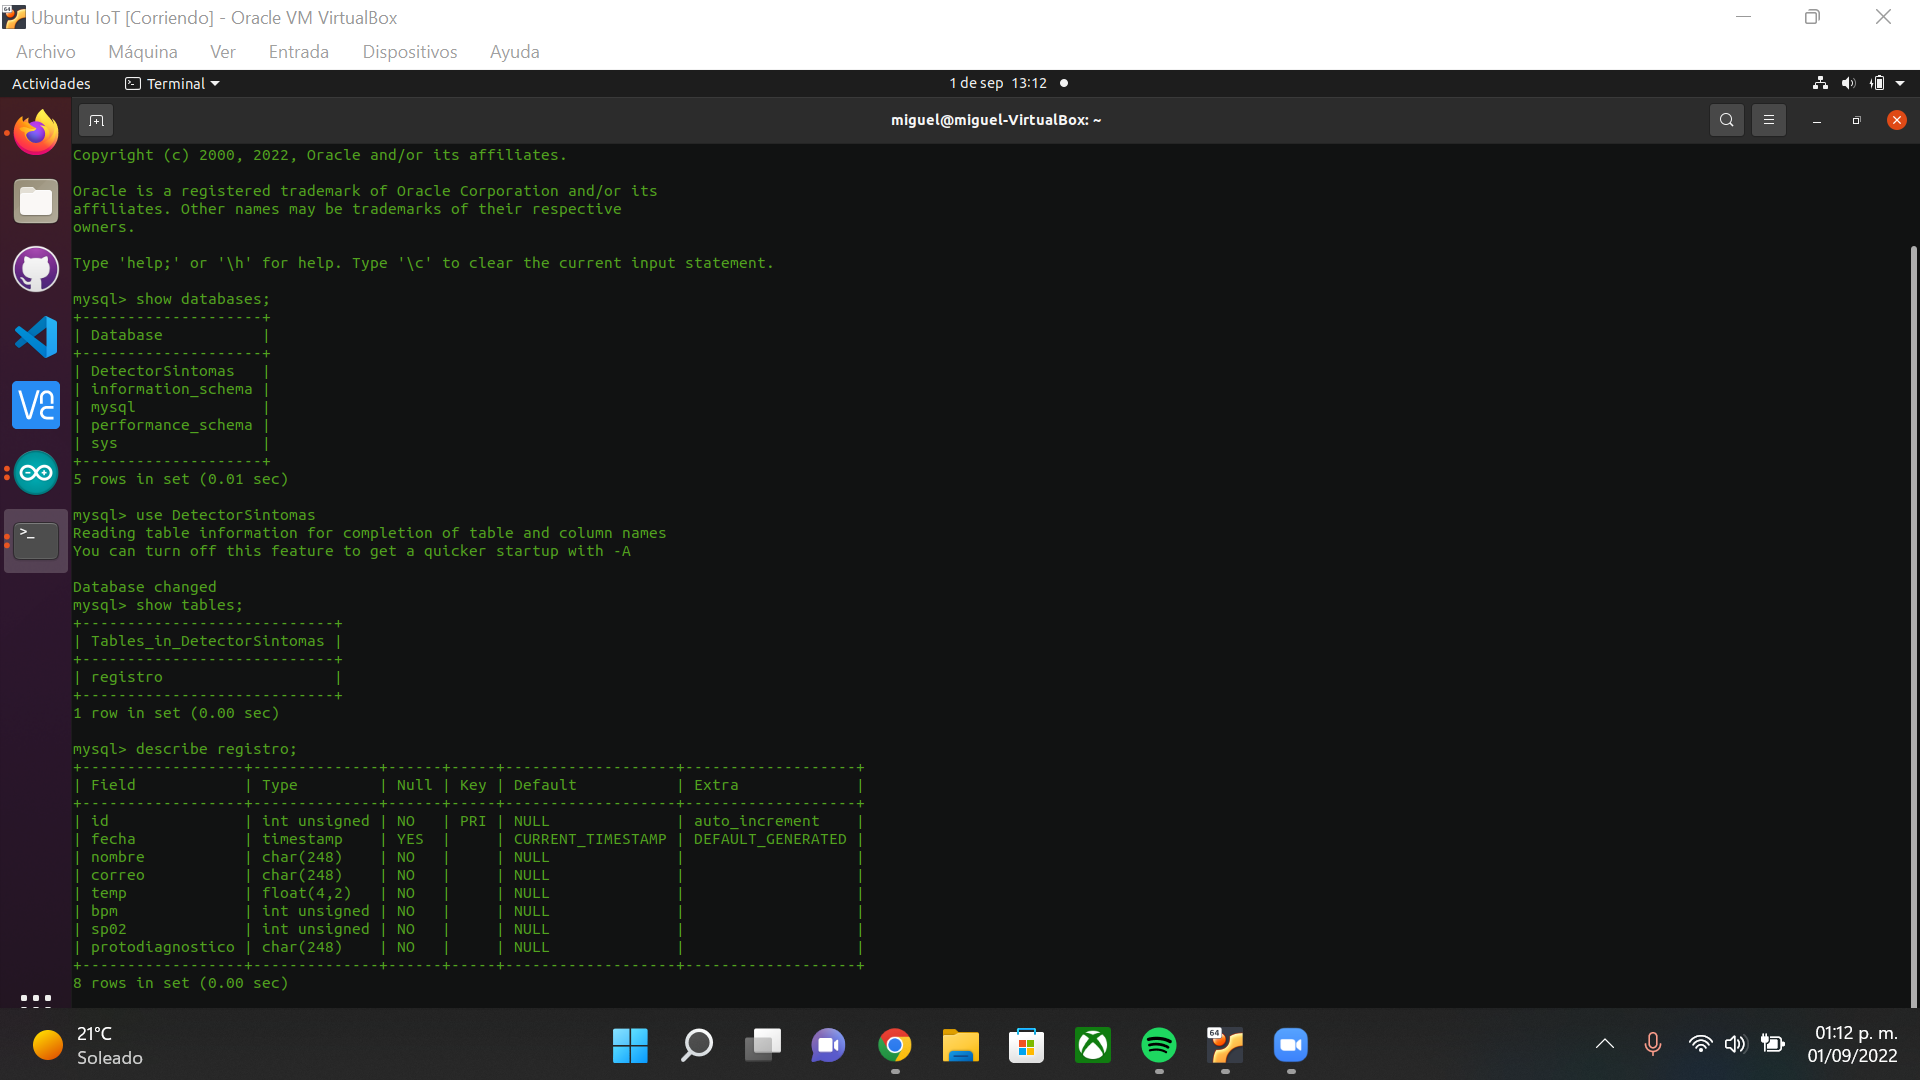 Ubuntu IoT [Corriendo] - Oracle VM VirtualBox
Archivo Máquina Ver Entrada Dispositivos Ayuda
Actividades Terminal 1 de sep 13:12
miguel@miguel-VirtualBox: ~
Copyright (c) 2000, 2022, Oracle and/or its affiliates.
Oracle is a registered trademark of Oracle Corporation and/or its
affiliates. Other names may be trademarks of their respective
owners.
Type 'help;' or '\h' for help. Type '\c' to clear the current input statement.
mysql> show databases;
+--------------------+
| Database           |
+--------------------+
| DetectorSintomas   |
| information_schema |
| mysql              |
| performance_schema |
| sys                |
+--------------------+
5 rows in set (0.01 sec)
mysql> use DetectorSintomas
Reading table information for completion of table and column names
You can turn off this feature to get a quicker startup with -A
Database changed
mysql> show tables;
+----------------------------+
| Tables_in_DetectorSintomas |
+----------------------------+
| registro                   |
+----------------------------+
1 row in set (0.00 sec)
mysql> describe registro;
+------------------+--------------+------+-----+-------------------+-------------------+
| Field            | Type         | Null | Key | Default           | Extra             |
+------------------+--------------+------+-----+-------------------+-------------------+
| id               | int unsigned | NO   | PRI | NULL              | auto_increment    |
| fecha            | timestamp    | YES  |     | CURRENT_TIMESTAMP | DEFAULT_GENERATED |
| nombre           | char(248)    | NO   |     | NULL              |                   |
| correo           | char(248)    | NO   |     | NULL              |                   |
| temp             | float(4,2)   | NO   |     | NULL              |                   |
| bpm              | int unsigned | NO   |     | NULL              |                   |
| sp02             | int unsigned | NO   |     | NULL              |                   |
| protodiagnostico | char(248)    | NO   |     | NULL              |                   |
+------------------+--------------+------+-----+-------------------+-------------------+
8 rows in set (0.00 sec)
21°C
Soleado
01:12 p. m.
01/09/2022